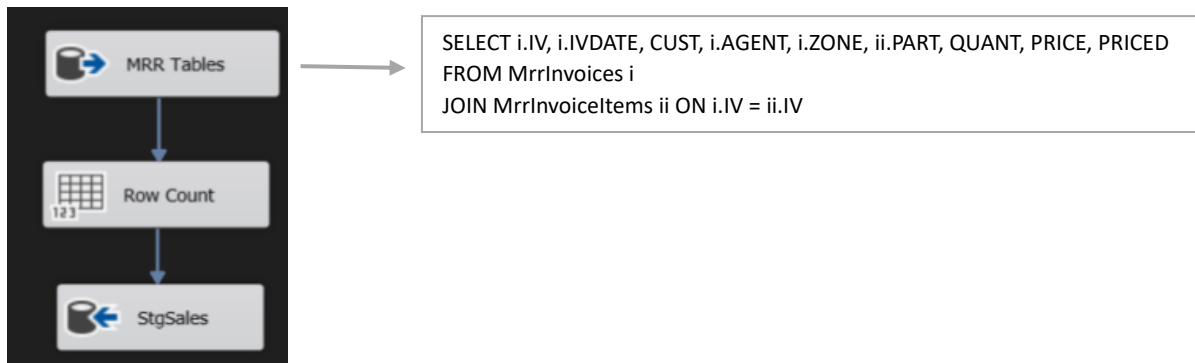 MRR Tables
SELECT i.IV, i.IVDATE, CUST, i.AGENT, i.ZONE, ii.PART, QUANT, PRICE, PRICED
FROM MrrInvoices i
JOIN MrrInvoiceItems ii ON i.IV = ii.IV
123
Row Count
StgSales